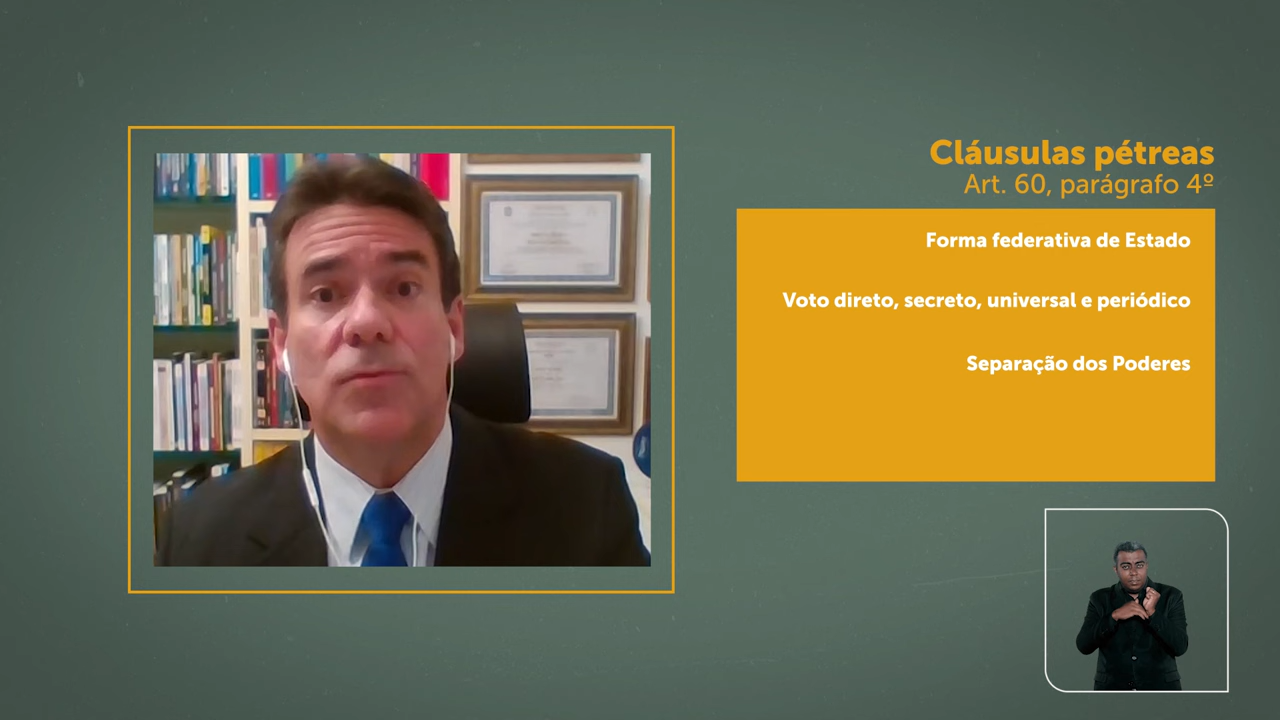 Cláusulas pétreas
Art. 60, parágrafo 4º
Forma federativa de Estado
Voto direto, secreto, universal e periódico
Separação dos Poderes